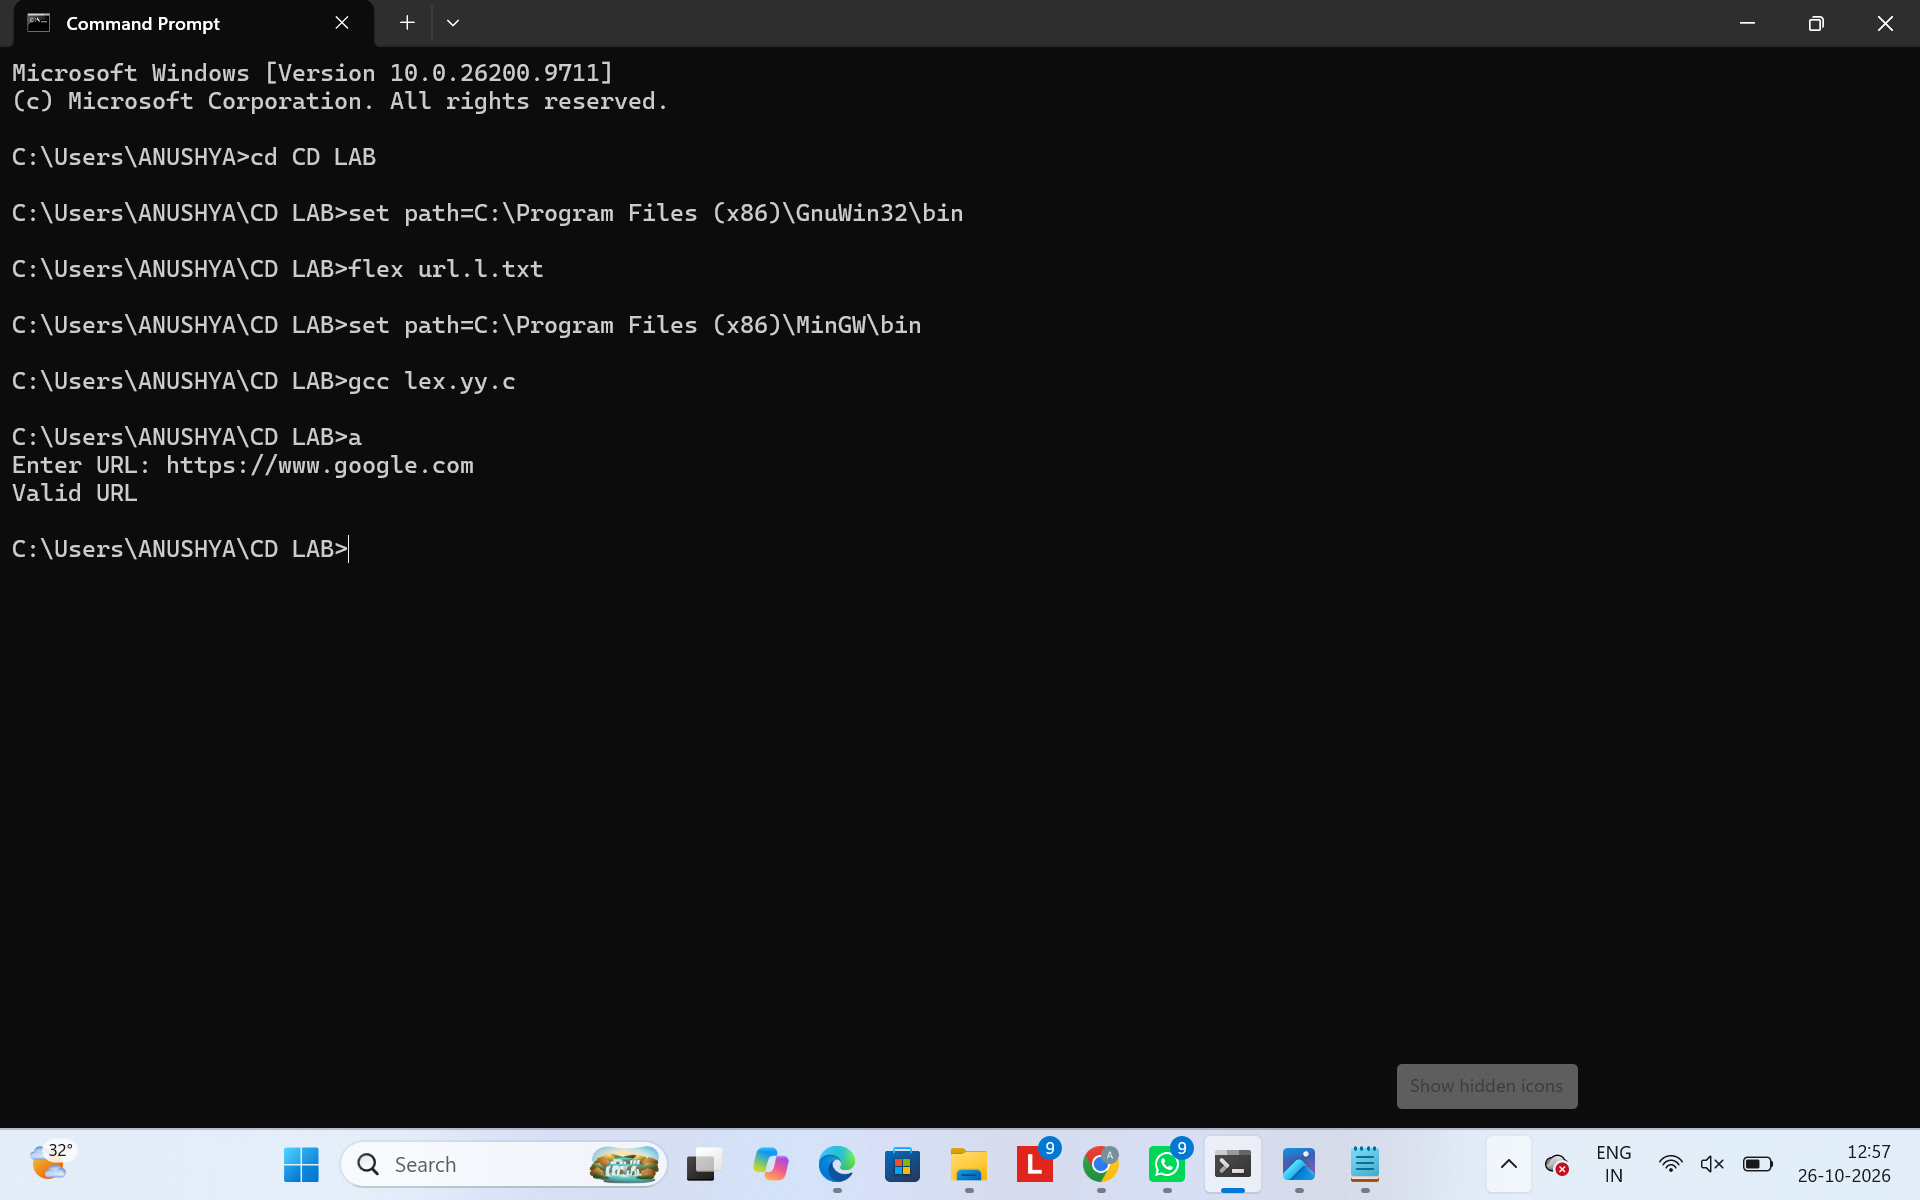 Command Prompt
Microsoft Windows [Version 10.0.26200.9711]
(c) Microsoft Corporation. All rights reserved.
C:\Users\ANUSHYA>cd CD LAB
C:\Users\ANUSHYA\CD LAB>set path=C:\Program Files (x86)\GnuWin32\bin
C:\Users\ANUSHYA\CD LAB>flex url.l.txt
C:\Users\ANUSHYA\CD LAB>set path=C:\Program Files (x86)\MinGW\bin
C:\Users\ANUSHYA\CD LAB>gcc lex.yy.c
C:\Users\ANUSHYA\CD LAB>a
Enter URL: https://www.google.com
Valid URL
C:\Users\ANUSHYA\CD LAB>
Show hidden icons
32°
Search
L
9
A
9
ENG
IN
12:57
26-10-2026